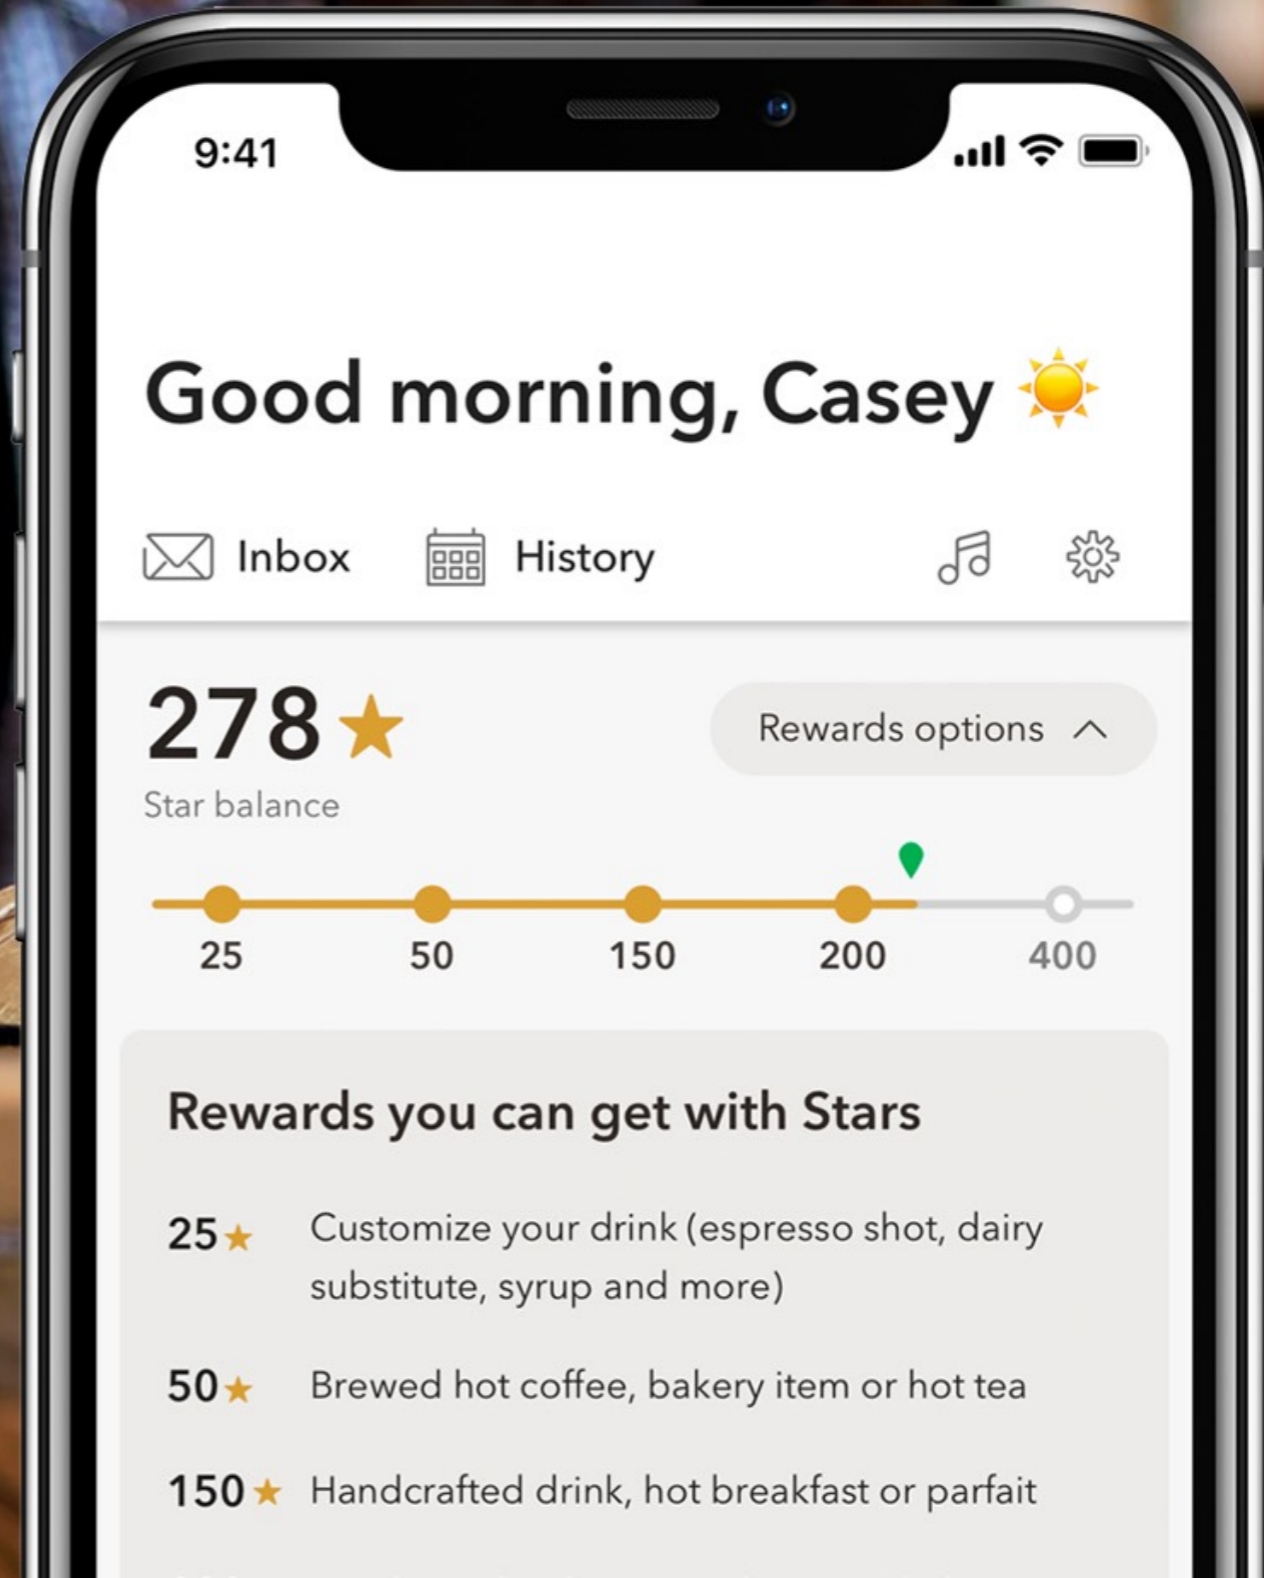 9:41
Good morning, Casey
Inbox History
278
Rewards options
Star balance
25 50 150 200 400
Rewards you can get with Stars
25 Customize your drink (espresso shot, dairy
substitute, syrup and more)
50 Brewed hot coffee, bakery item or hot tea
150 Handcrafted drink, hot breakfast or parfait